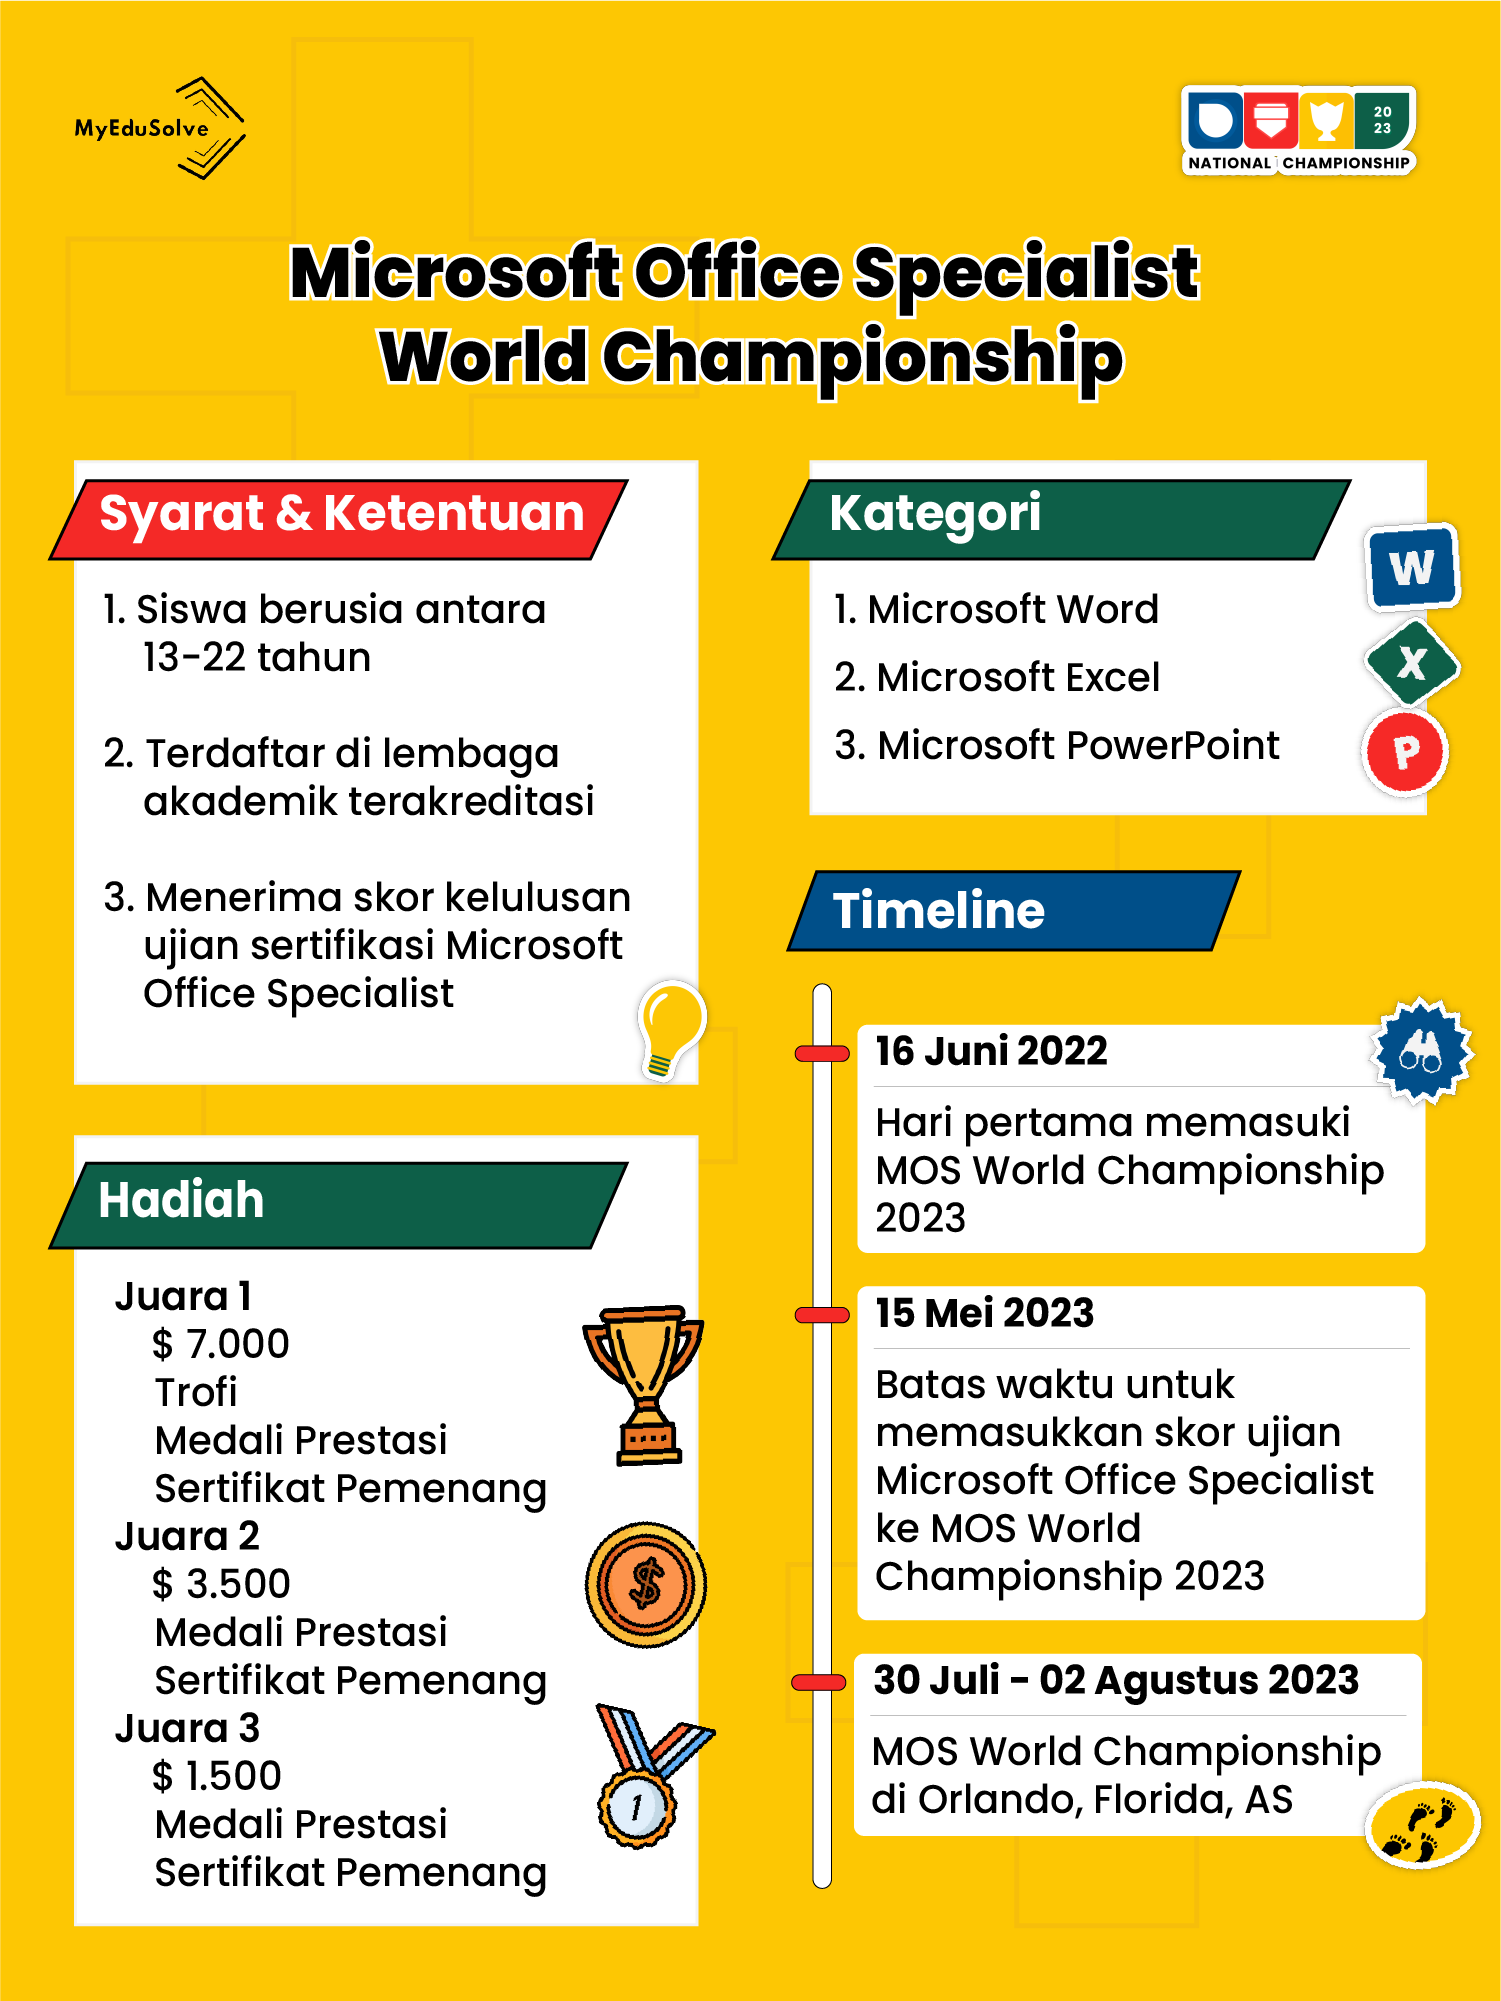 MyEduSolve
20
23
NATIONAL CHAMPIONSHIP
Microsoft Office Specialist
World Championship
Syarat & Ketentuan
1. Siswa berusia antara
13-22 tahun
2. Terdaftar di lembaga
akademik terakreditasi
3. Menerima skor kelulusan
ujian sertifikasi Microsoft
Office Specialist
Hadiah
Juara 1
$ 7.000
Trofi
Medali Prestasi
Sertifikat Pemenang
Juara 2
$ 3.500
Medali Prestasi
Sertifikat Pemenang
Juara 3
$ 1.500
Medali Prestasi
Sertifikat Pemenang
$
1
Kategori
1. Microsoft Word
2. Microsoft Excel
3. Microsoft PowerPoint
W
X
P
Timeline
16 Juni 2022
Hari pertama memasuki
MOS World Championship
2023
15 Mei 2023
Batas waktu untuk
memasukkan skor ujian
Microsoft Office Specialist
ke MOS World
Championship 2023
30 Juli - 02 Agustus 2023
MOS World Championship
di Orlando, Florida, AS